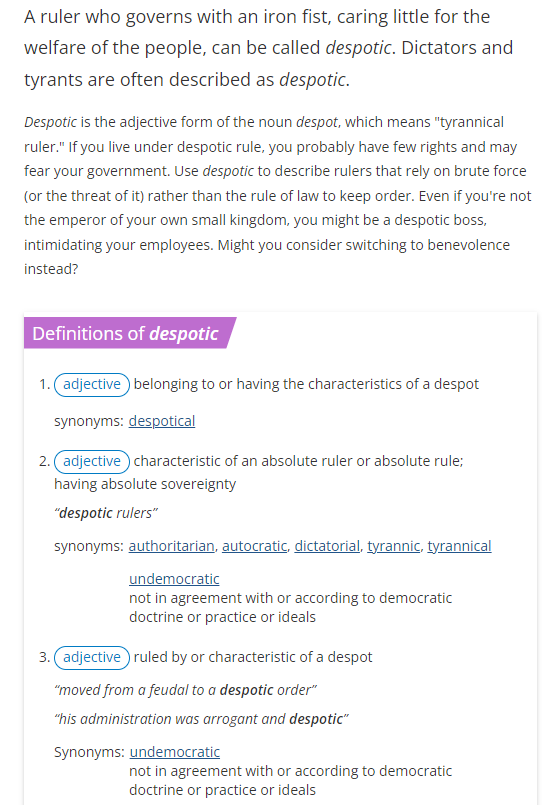 A ruler who governs with an iron fist, caring little for the
welfare of the people, can be called despotic. Dictators and
tyrants are often described as despotic.
Despotic is the adjective form of the noun despot, which means "tyrannical
ruler." If you live under despotic rule, you probably have few rights and may
fear your government. Use despotic to describe rulers that rely on brute force
(or the threat of it) rather than the rule of law to keep order. Even if you're not
the emperor of your own small kingdom, you might be a despotic boss,
intimidating your employees. Might you consider switching to benevolence
instead?
Definitions of despotic
1. adjective belonging to or having the characteristics of a despot
synonyms: despotical
2. adjective characteristic of an absolute ruler or absolute rule;
having absolute sovereignty
“despotic rulers”
synonyms: authoritarian, autocratic, dictatorial, tyrannic, tyrannical
undemocratic
not in agreement with or according to democratic
doctrine or practice or ideals
3. adjective ruled by or characteristic of a despot
“moved from a feudal to a despotic order”
“his administration was arrogant and despotic”
Synonyms: undemocratic
not in agreement with or according to democratic
doctrine or practice or ideals